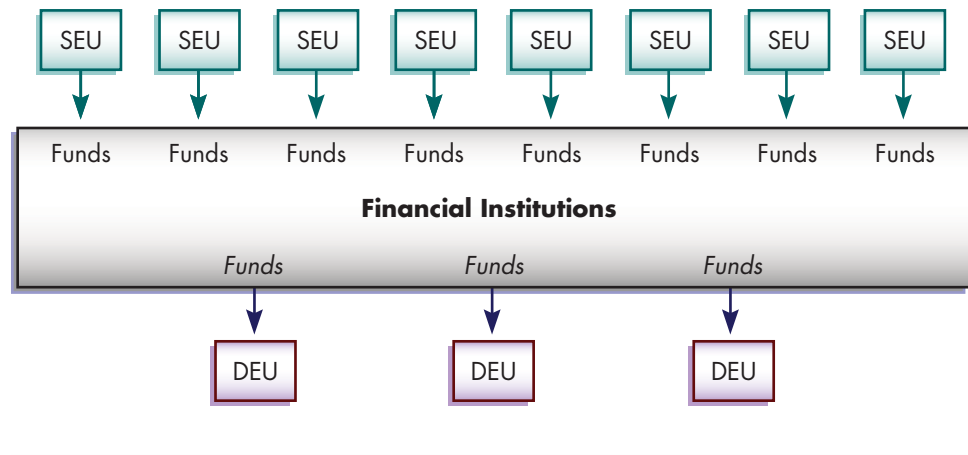 SEU SEU SEU SEU SEU SEU SEU SEU
Funds Funds Funds Funds Funds Funds Funds Funds
Financial Institutions
Funds Funds Funds
DEU DEU DEU